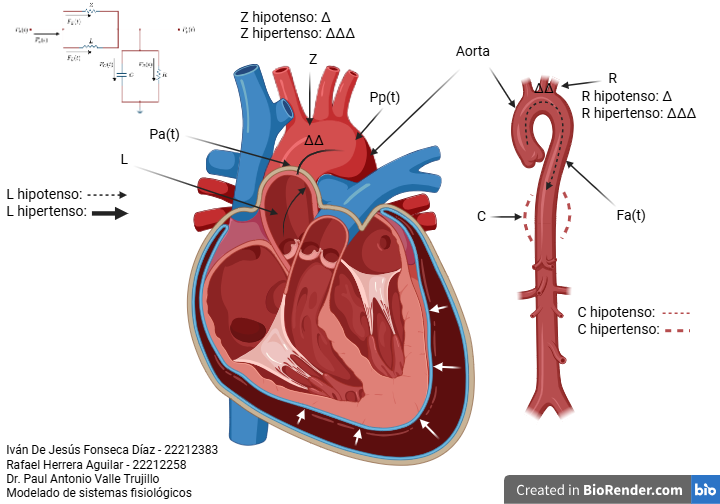 Z hipotenso: Δ
Z hipertenso: ΔΔΔ
Z
L
C
R
Aorta
R
ΔΔ
R hipotenso: Δ
R hipertenso: ΔΔΔ
Pp(t)
Pa(t)
ΔΔ
L
L hipotenso:
L hipertenso:
C
Fa(t)
C hipotenso:
C hipertenso:
Iván De Jesús Fonseca Díaz - 22212383
Rafael Herrera Aguilar - 22212258
Dr. Paul Antonio Valle Trujillo
Modelado de sistemas fisiológicos
Created in BioRender.com bio